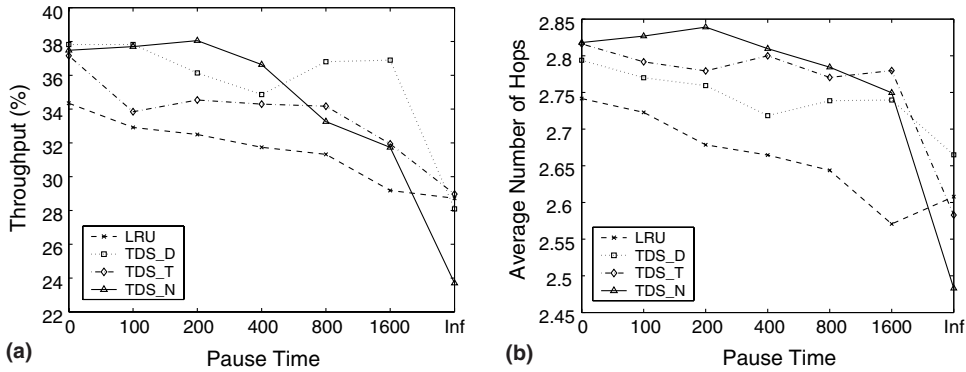 40
38
36
34
32
30
28
26
24
22
Throughput (%)
LRU
TDS_D
TDS_T
TDS_N
0 100 200 400 800 1600 Inf
Pause Time
(a)
2.85
2.8
2.75
2.7
2.65
2.6
2.55
2.5
2.45
Average Number of Hops
LRU
TDS_D
TDS_T
TDS_N
0 100 200 400 800 1600 Inf
Pause Time
(b)